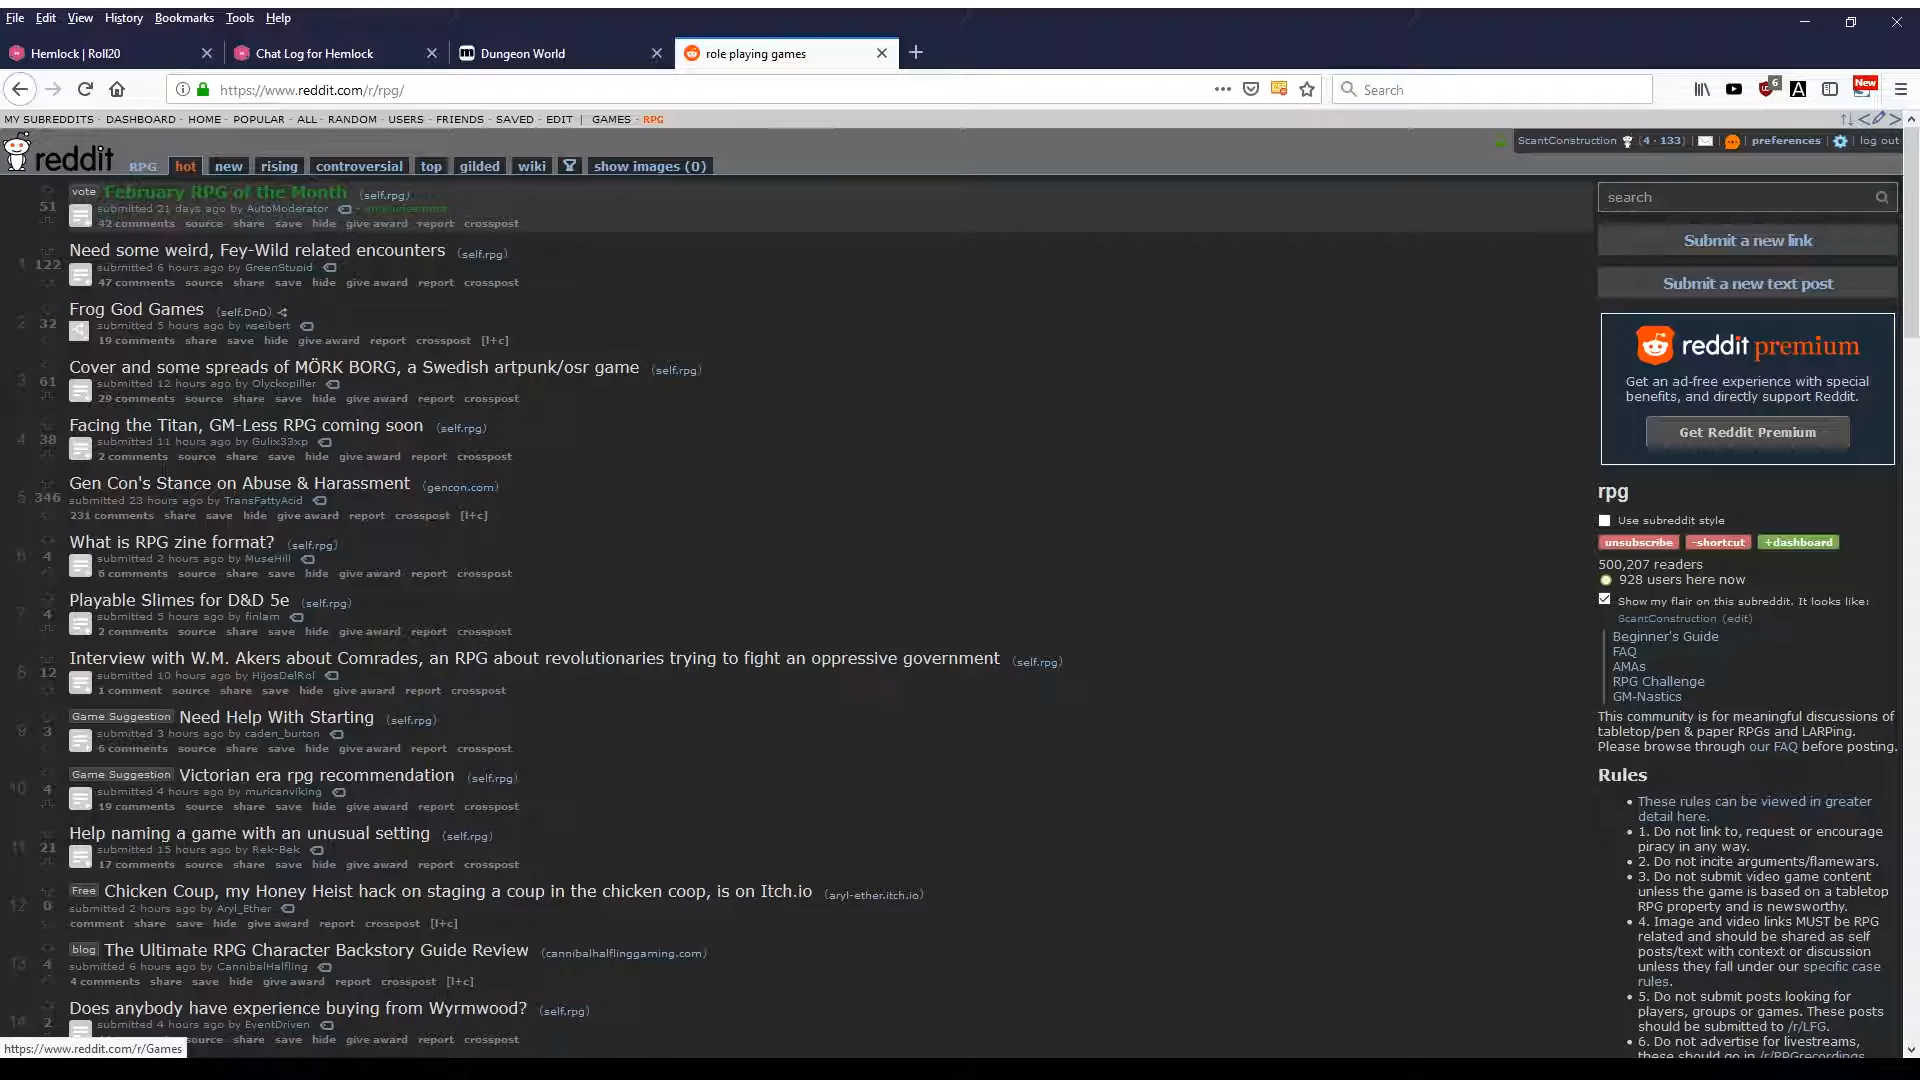 File Edit View History Bookmarks Tools Help
Hemlock | Roll20 Chat Log for Hemlock Dungeon World role playing games
https://www.reddit.com/r/rpg/ Search 6 New
MY SUBREDDITS - DASHBOARD - HOME - POPULAR - ALL - RANDOM - USERS - FRIENDS - SAVED - EDIT | GAMES - RPG
reddit RPG hot new rising controversial top gilded wiki show images (0)
ScantConstruction (4 · 133) preferences log out
vote February RPG of the Month (self.rpg)
51 submitted 21 days ago by AutoModerator
42 comments source share save hide give award report crosspost
Need some weird, Fey-Wild related encounters (self.rpg)
1 122 submitted 6 hours ago by GreenStupid
47 comments source share save hide give award report crosspost
Frog God Games (self.DnD)
2 32 submitted 5 hours ago by wseibert
19 comments share save hide give award report crosspost [l+c]
Cover and some spreads of MÖRK BORG, a Swedish artpunk/osr game (self.rpg)
3 61 submitted 12 hours ago by Olyckopiller
29 comments source share save hide give award report crosspost
Facing the Titan, GM-Less RPG coming soon (self.rpg)
4 38 submitted 11 hours ago by Gulix33xp
2 comments source share save hide give award report crosspost
Gen Con's Stance on Abuse & Harassment (gencon.com)
5 346 submitted 23 hours ago by TransFattyAcid
231 comments share save hide give award report crosspost [l+c]
What is RPG zine format? (self.rpg)
6 4 submitted 2 hours ago by MuseHill
6 comments source share save hide give award report crosspost
Playable Slimes for D&D 5e (self.rpg)
7 4 submitted 5 hours ago by finlam
2 comments source share save hide give award report crosspost
Interview with W.M. Akers about Comrades, an RPG about revolutionaries trying to fight an oppressive government (self.rpg)
8 12 submitted 10 hours ago by HijosDelRol
1 comment source share save hide give award report crosspost
Game Suggestion Need Help With Starting (self.rpg)
9 3 submitted 3 hours ago by caden_burton
6 comments source share save hide give award report crosspost
Game Suggestion Victorian era rpg recommendation (self.rpg)
10 4 submitted 4 hours ago by muricanviking
19 comments source share save hide give award report crosspost
Help naming a game with an unusual setting (self.rpg)
11 21 submitted 15 hours ago by Rek-Bek
17 comments source share save hide give award report crosspost
Free Chicken Coup, my Honey Heist hack on staging a coup in the chicken coop, is on Itch.io (aryl-ether.itch.io)
12 0 submitted 2 hours ago by Aryl_Ether
comment share save hide give award report crosspost [l+c]
blog The Ultimate RPG Character Backstory Guide Review (cannibalhalflinggaming.com)
13 4 submitted 6 hours ago by CannibalHalfling
4 comments share save hide give award report crosspost [l+c]
Does anybody have experience buying from Wyrmwood? (self.rpg)
14 2 submitted 4 hours ago by EventDriven
source share save hide give award report crosspost
https://www.reddit.com/r/Games
search
Submit a new link
Submit a new text post
reddit premium
Get an ad-free experience with special
benefits, and directly support Reddit.
Get Reddit Premium
rpg
Use subreddit style
unsubscribe -shortcut +dashboard
500,207 readers
928 users here now
Show my flair on this subreddit. It looks like:
ScantConstruction (edit)
Beginner's Guide
FAQ
AMAs
RPG Challenge
GM-Nastics
This community is for meaningful discussions of
tabletop/pen & paper RPGs and LARPing.
Please browse through our FAQ before posting.
Rules
• These rules can be viewed in greater
detail here.
• 1. Do not link to, request or encourage
piracy in any way.
• 2. Do not incite arguments/flamewars.
• 3. Do not submit video game content
unless the game is based on a tabletop
RPG property and is newsworthy.
• 4. Image and video links MUST be RPG
related and should be shared as self
posts/text with context or discussion
unless they fall under our specific case
rules.
• 5. Do not submit posts looking for
players, groups or games. These posts
should be submitted to /r/LFG.
• 6. Do not advertise for livestreams,
these should go in /r/RPGrecordings